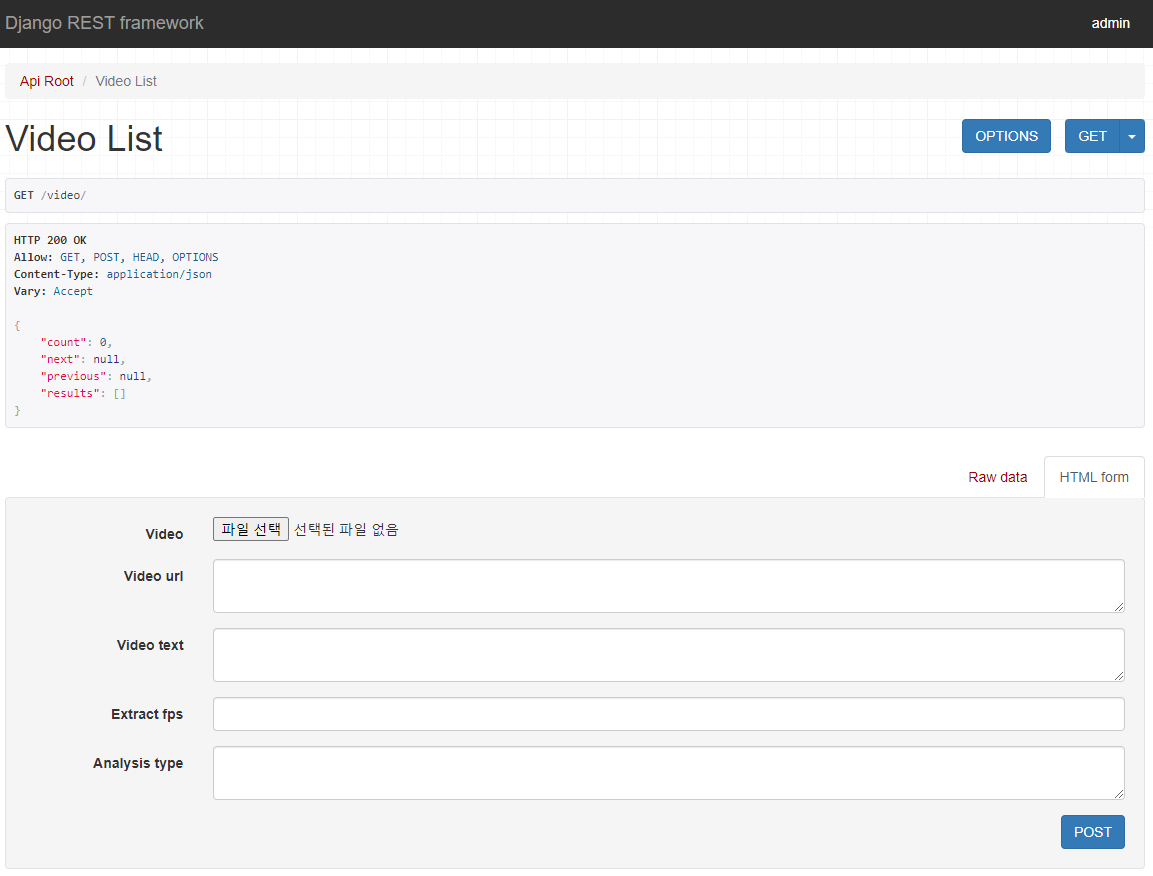 Django REST framework admin
Api Root / Video List
Video List OPTIONS GET
GET /video/
HTTP 200 OK
Allow: GET, POST, HEAD, OPTIONS
Content-Type: application/json
Vary: Accept
{
"count": 0,
"next": null,
"previous": null,
"results": []
}
Raw data HTML form
Video 파일 선택 선택된 파일 없음
Video url
Video text
Extract fps
Analysis type
POST